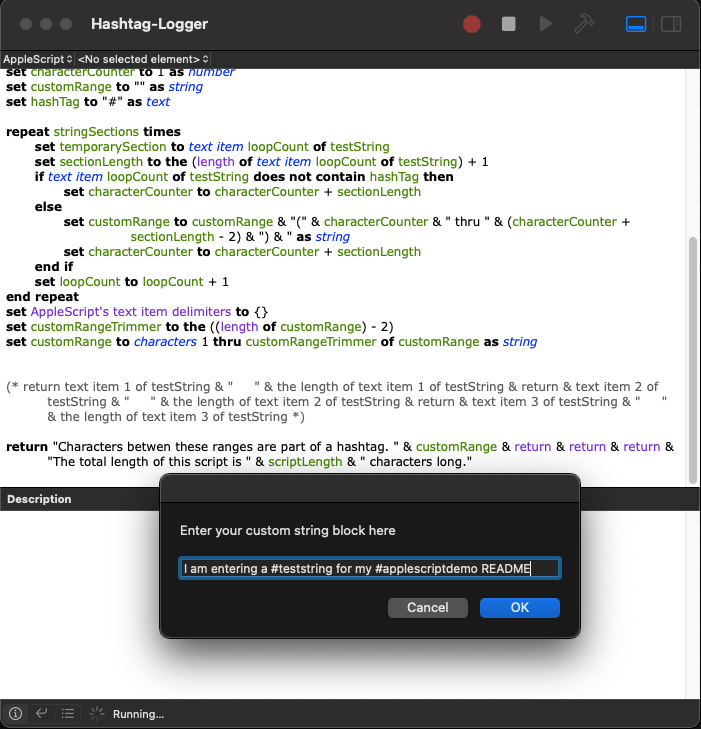 Hashtag-Logger
AppleScript <No selected element>
set characterCounter to 1 as number
set customRange to "" as string
set hashTag to "#" as text
repeat stringSections times
set temporarySection to text item loopCount of testString
set sectionLength to the (length of text item loopCount of testString) + 1
if text item loopCount of testString does not contain hashTag then
set characterCounter to characterCounter + sectionLength
else
set customRange to customRange & "(" & characterCounter & " thru " & (characterCounter +
sectionLength - 2) & ") & " as string
set characterCounter to characterCounter + sectionLength
end if
set loopCount to loopCount + 1
end repeat
set AppleScript's text item delimiters to {}
set customRangeTrimmer to the ((length of customRange) - 2)
set customRange to characters 1 thru customRangeTrimmer of customRange as string
(* return text item 1 of testString & "     " & the length of text item 1 of testString & return & text item 2 of
testString & "     " & the length of text item 2 of testString & return & text item 3 of testString & "     "
& the length of text item 3 of testString *)
return "Characters betwen these ranges are part of a hashtag. " & customRange & return & return & return &
"The total length of this script is " & scriptLength & " characters long."
Description
Enter your custom string block here
I am entering a #teststring for my #applescriptdemo README
Cancel OK
Running...